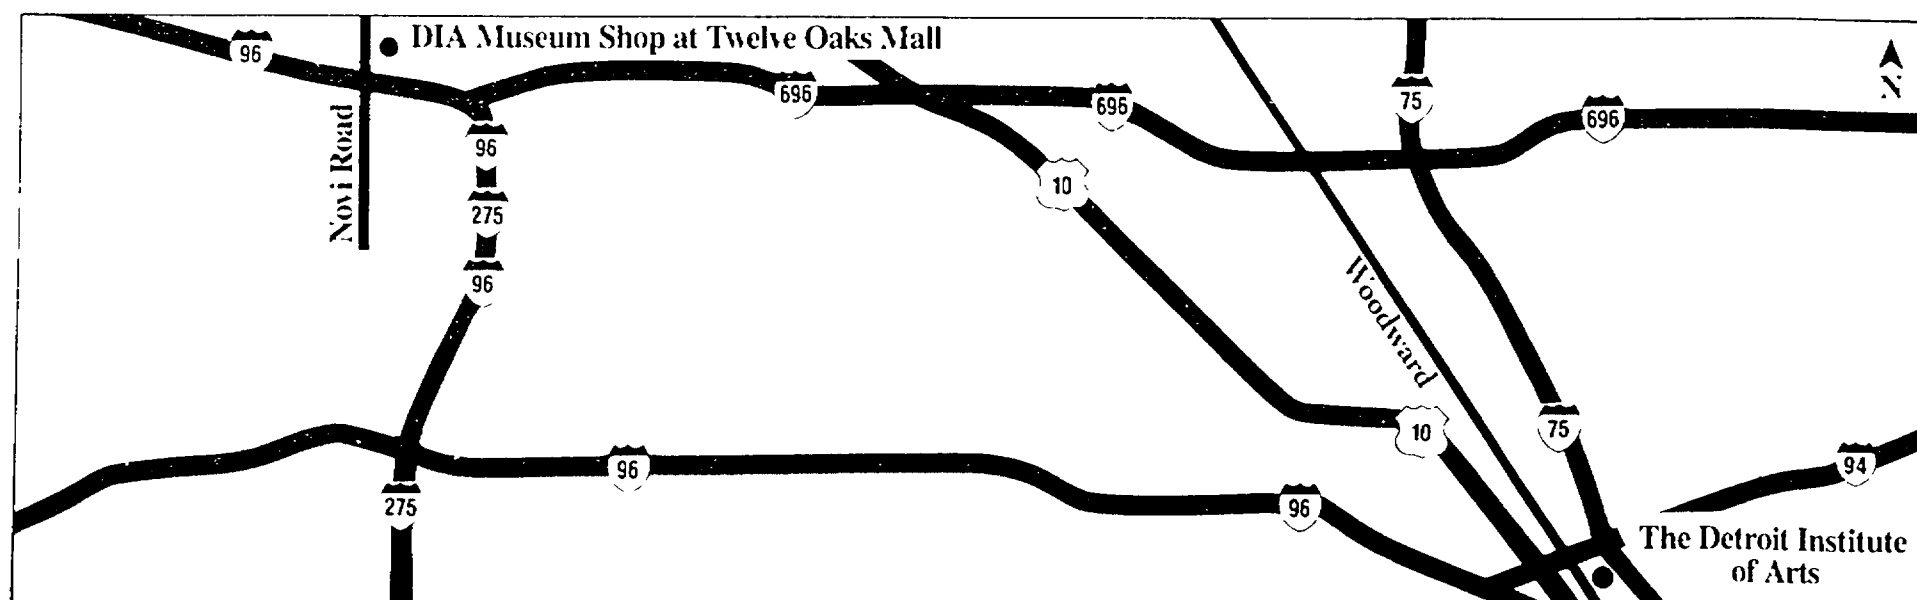 DIA Museum Shop at Twelve Oaks Mall
96
75
N
696
696
696
Novi Road
96
10
275
96
Woodward
10
75
96
94
275
96
The Detroit Institute
of Arts